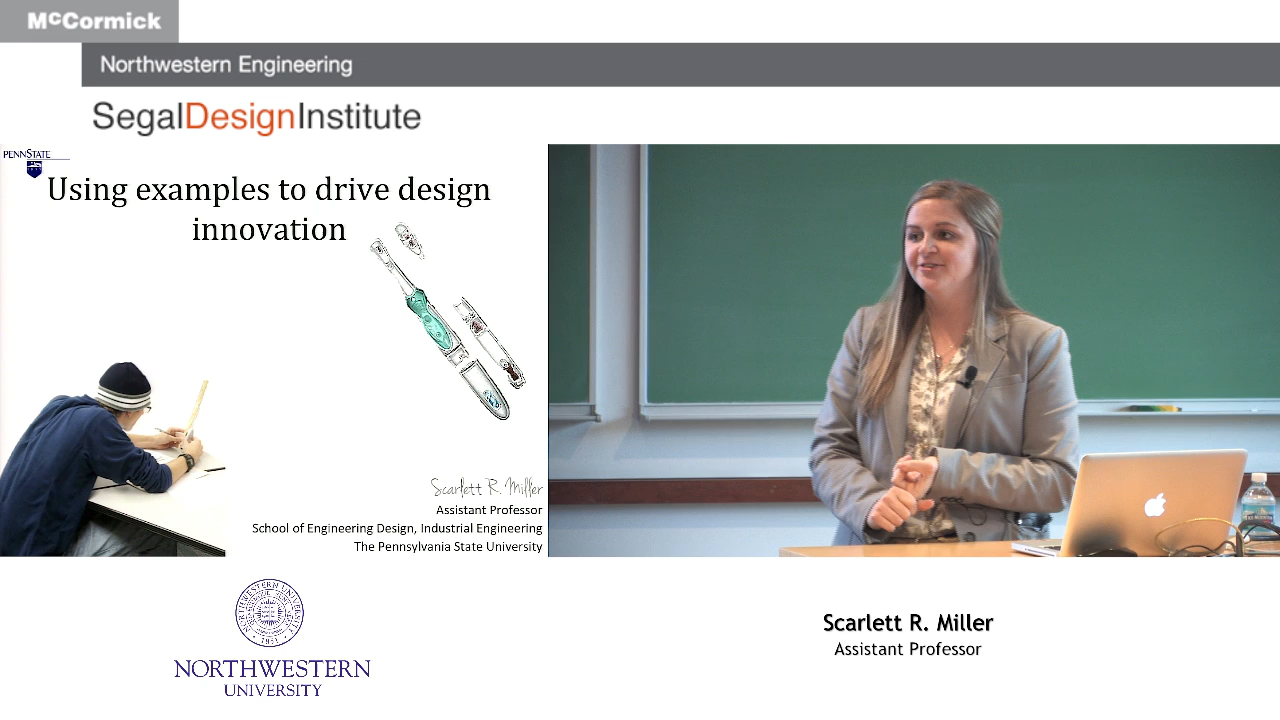 McCormick
Northwestern Engineering
SegalDesignInstitute
PENNSTATE
Using examples to drive design
innovation
Scarlett R. Miller
Assistant Professor
School of Engineering Design, Industrial Engineering
The Pennsylvania State University
NORTHWESTERN
UNIVERSITY
Scarlett R. Miller
Assistant Professor